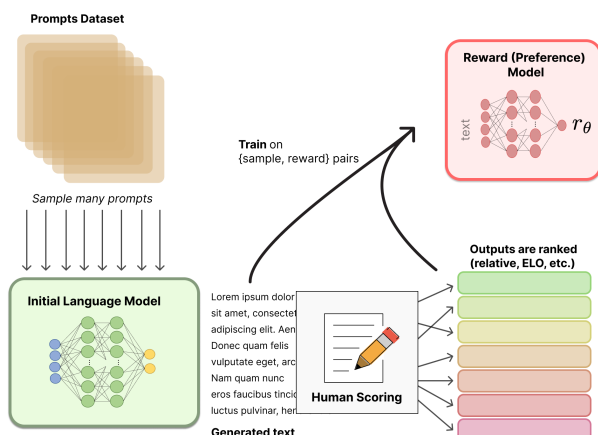 Prompts Dataset
Sample many prompts
Initial Language Model
Train on
{sample, reward} pairs
Reward (Preference)
Model
text
rθ
Lorem ipsum dolor
sit amet, consectet
adipiscing elit. Aen
Donec quam felis
vulputate eget, arc
Nam quam nunc
eros faucibus tincid
luctus pulvinar, her
Generated text
Human Scoring
Outputs are ranked
(relative, ELO, etc.)